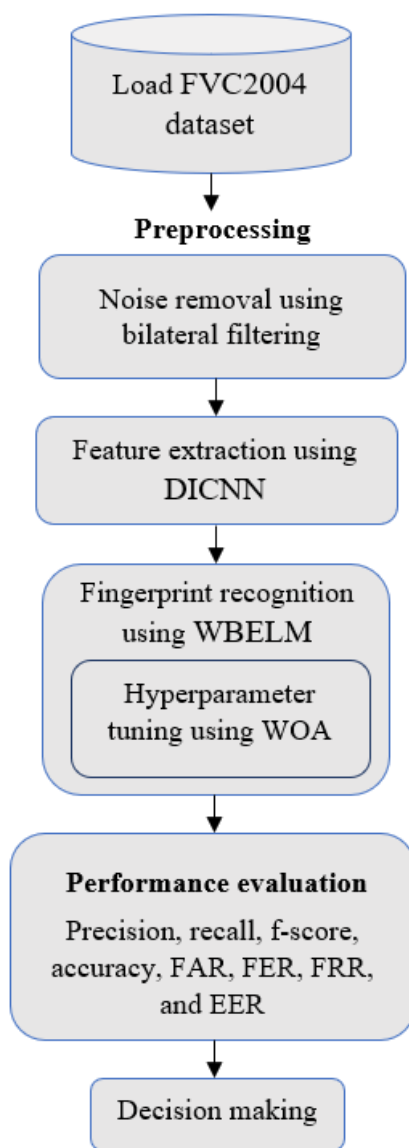 Load FVC2004
dataset
Preprocessing
Noise removal using
bilateral filtering
Feature extraction using
DICNN
Fingerprint recognition
using WBELM
Hyperparameter
tuning using WOA
Performance evaluation
Precision, recall, f-score,
accuracy, FAR, FER, FRR,
and EER
Decision making